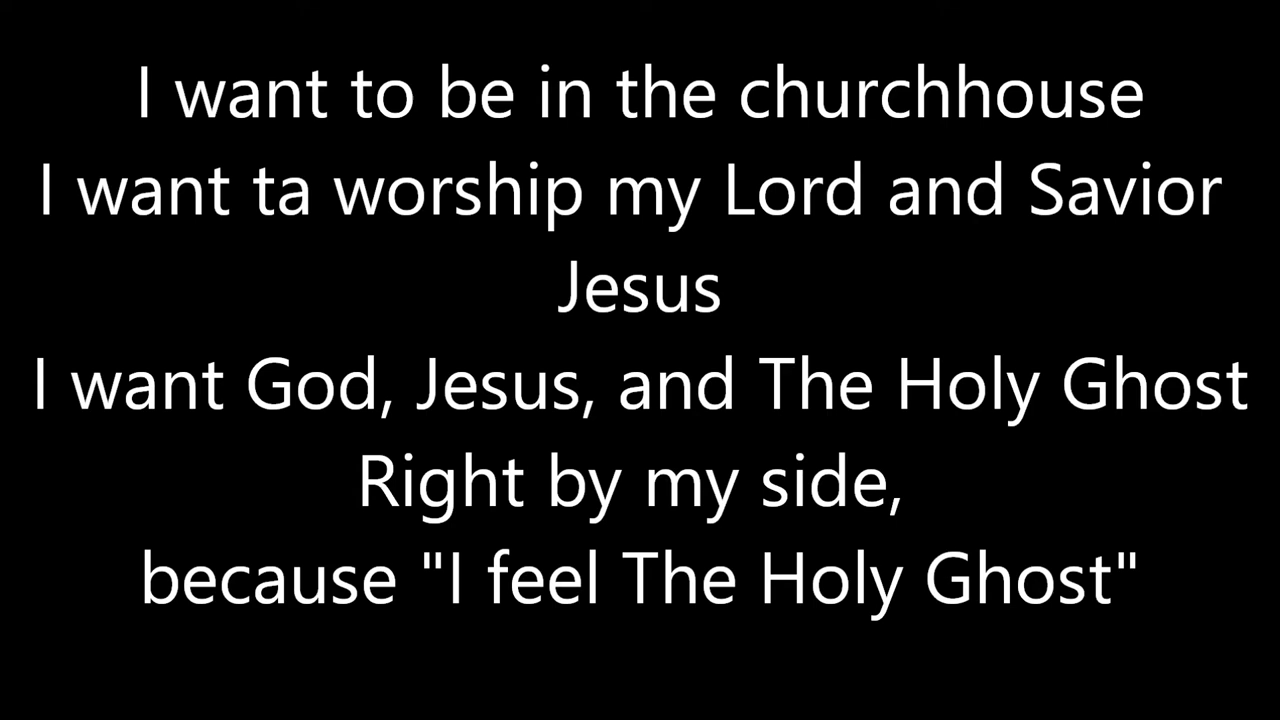 I want to be in the churchhouse
I want ta worship my Lord and Savior
Jesus
I want God, Jesus, and The Holy Ghost
Right by my side,
because "I feel The Holy Ghost"